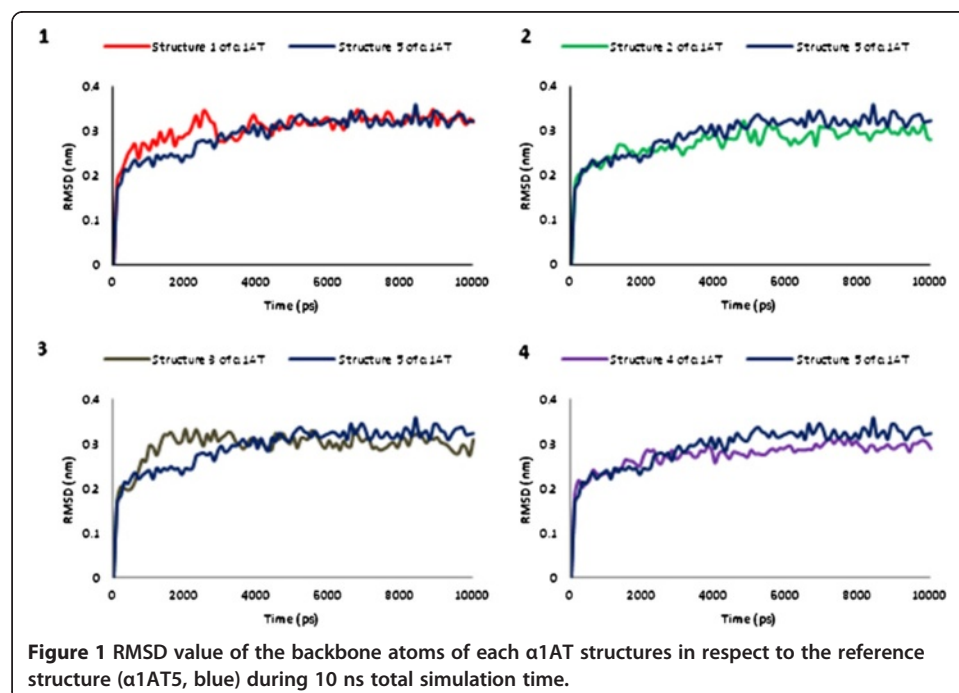 1
Structure 1 of α1AT Structure 5 of α1AT
0.4
0.3
0.2
0.1
0
RMSD (nm)
0 2000 4000 6000 8000 10000
Time (ps)
2
Structure 2 of α1AT Structure 5 of α1AT
0.4
0.3
0.2
0.1
0
RMSD (nm)
0 2000 4000 6000 8000 10000
Time (ps)
3
Structure 3 of α1AT Structure 5 of α1AT
0.4
0.3
0.2
0.1
0
RMSD (nm)
0 2000 4000 6000 8000 10000
Time (ps)
4
Structure 4 of α1AT Structure 5 of α1AT
0.4
0.3
0.2
0.1
0
RMSD (nm)
0 2000 4000 6000 8000 10000
Time (ps)
Figure 1 RMSD value of the backbone atoms of each α1AT structures in respect to the reference
structure (α1AT5, blue) during 10 ns total simulation time.